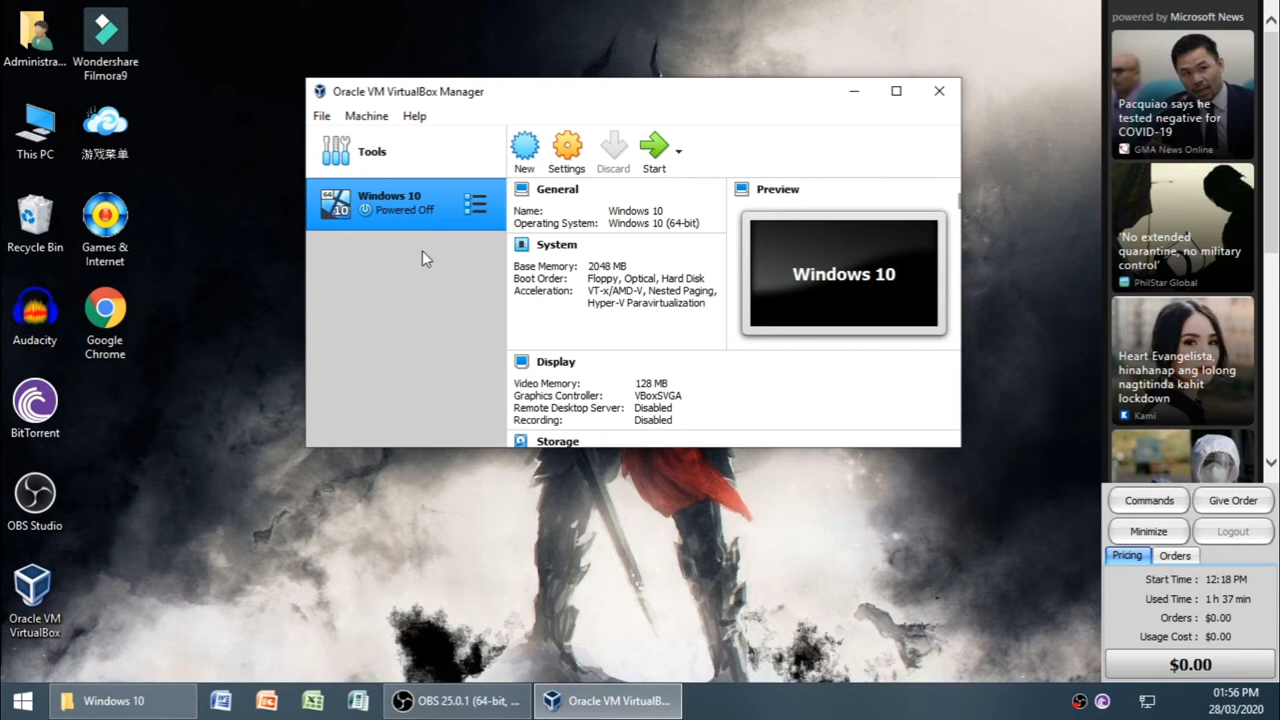 Administra...
Wondershare
Filmora9
This PC
游戏菜单
Recycle Bin
Games &
Internet
Audacity
Google
Chrome
BitTorrent
OBS Studio
Oracle VM
VirtualBox
Oracle VM VirtualBox Manager
File Machine Help
Tools
New Settings Discard Start
64
10
Windows 10
Powered Off
General
Name: Windows 10
Operating System: Windows 10 (64-bit)
System
Base Memory: 2048 MB
Boot Order: Floppy, Optical, Hard Disk
Acceleration: VT-x/AMD-V, Nested Paging,
Hyper-V Paravirtualization
Preview
Windows 10
Display
Video Memory: 128 MB
Graphics Controller: VBoxSVGA
Remote Desktop Server: Disabled
Recording: Disabled
Storage
powered by Microsoft News
Pacquiao says he
tested negative for
COVID-19
GMA News Online
'No extended
quarantine, no military
control'
PhilStar Global
Heart Evangelista,
hinahanap ang lolong
nagtitinda kahit
lockdown
Kami
Commands Give Order
Minimize Logout
Pricing Orders
Start Time : 12:18 PM
Used Time : 1 h 37 min
Orders : $0.00
Usage Cost : $0.00
$0.00
Windows 10
OBS 25.0.1 (64-bit, ...
Oracle VM VirtualB...
01:56 PM
28/03/2020